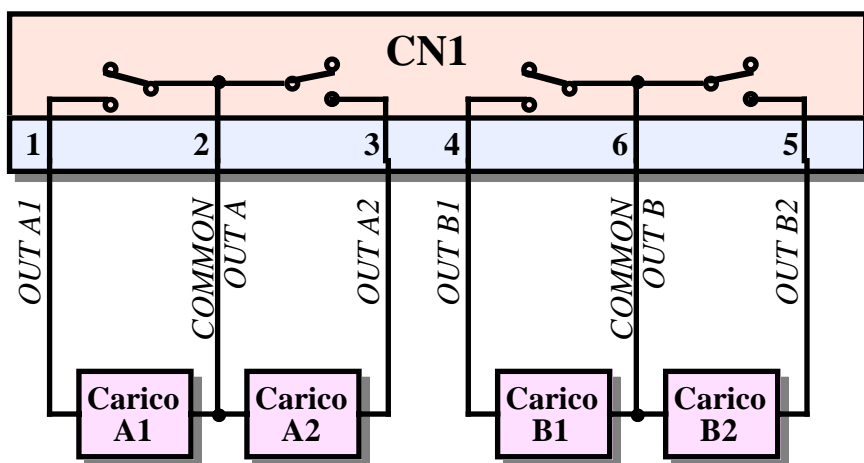 CN1
1 2 3 4 6 5
OUT A1
COMMON
OUT A
OUT A2
OUT B1
COMMON
OUT B
OUT B2
Carico
A1
Carico
A2
Carico
B1
Carico
B2